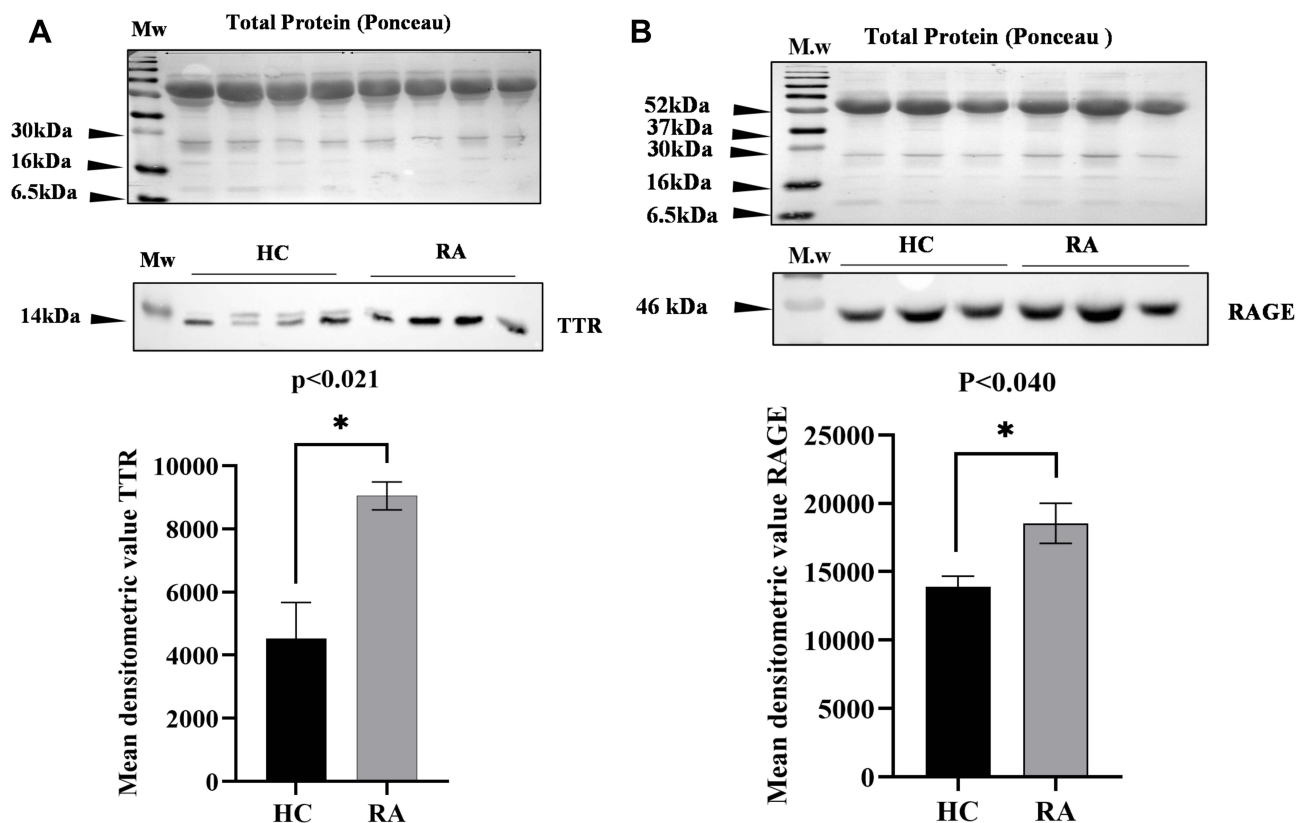 A
Mw
Total Protein (Ponceau)
30kDa
16kDa
6.5kDa
Mw
HC
RA
14kDa
TTR
p<0.021
*
Mean densitometric value TTR
10000
8000
6000
4000
2000
0
HC
RA
B
M.w
Total Protein (Ponceau )
52kDa
37kDa
30kDa
16kDa
6.5kDa
M.w
HC
RA
46 kDa
RAGE
P<0.040
*
Mean densitometric value RAGE
25000
20000
15000
10000
5000
0
HC
RA